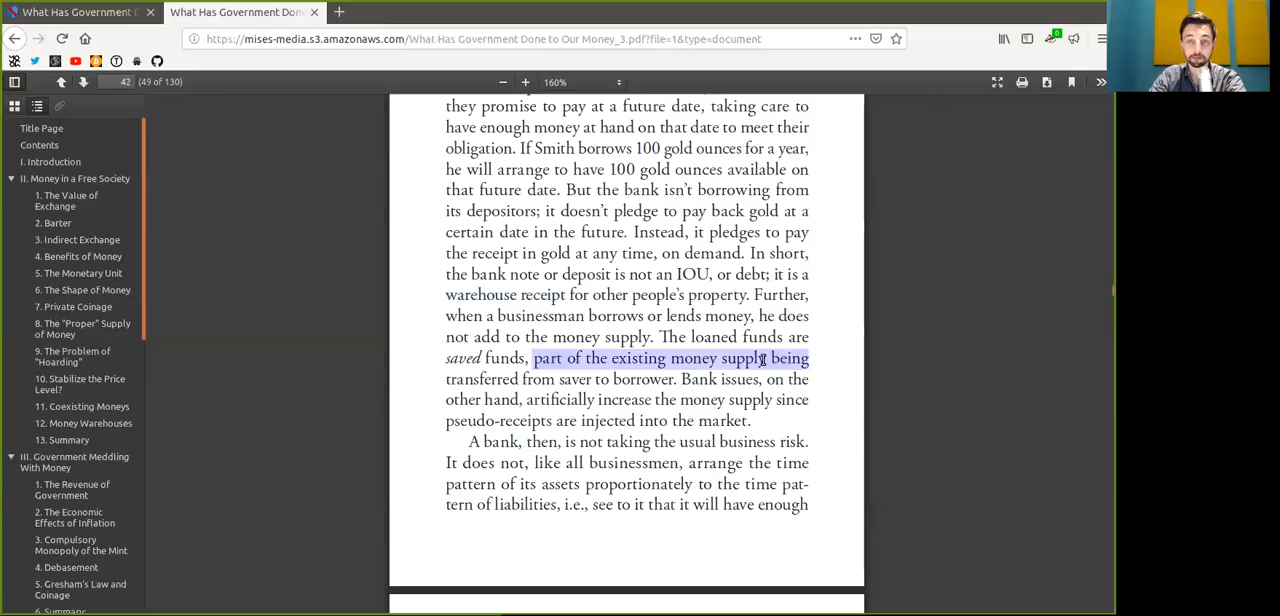 What Has Government I
What Has Government Don
https://mises-media.s3.amazonaws.com/What Has Government Done to Our Money_3.pdf?file=1&type=document
0
42
(49 of 130)
160%
Title Page
Contents
I. Introduction
II. Money in a Free Society
1. The Value of
Exchange
2. Barter
3. Indirect Exchange
4. Benefits of Money
5. The Monetary Unit
6. The Shape of Money
7. Private Coinage
8. The "Proper" Supply
of Money
9. The Problem of
"Hoarding"
10. Stabilize the Price
Level?
11. Coexisting Moneys
12. Money Warehouses
13. Summary
III. Government Meddling
With Money
1. The Revenue of
Government
2. The Economic
Effects of Inflation
3. Compulsory
Monopoly of the Mint
4. Debasement
5. Gresham's Law and
Coinage
6. Summary:
they promise to pay at a future date, taking care to
have enough money at hand on that date to meet their
obligation. If Smith borrows 100 gold ounces for a year,
he will arrange to have 100 gold ounces available on
that future date. But the bank isn't borrowing from
its depositors; it doesn't pledge to pay back gold at a
certain date in the future. Instead, it pledges to pay
the receipt in gold at any time, on demand. In short,
the bank note or deposit is not an IOU, or debt; it is a
warehouse receipt for other people's property. Further,
when a businessman borrows or lends money, he does
not add to the money supply. The loaned funds are
saved funds, part of the existing money supply being
transferred from saver to borrower. Bank issues, on the
other hand, artificially increase the money supply since
pseudo-receipts are injected into the market.
A bank, then, is not taking the usual business risk.
It does not, like all businessmen, arrange the time
pattern of its assets proportionately to the time pat-
tern of liabilities, i.e., see to it that it will have enough